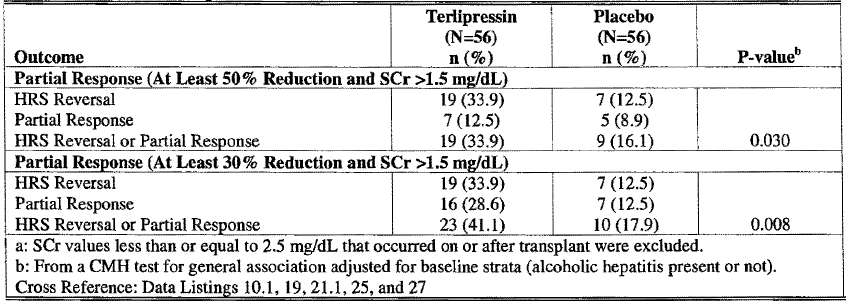 Terlipressin Placebo
(N=56) (N=56)
Outcome n (%) n (%) P-valueᵇ
Partial Response (At Least 50% Reduction and SCr >1.5 mg/dL)
HRS Reversal 19 (33.9) 7 (12.5)
Partial Response 7 (12.5) 5 (8.9)
HRS Reversal or Partial Response 19 (33.9) 9 (16.1) 0.030
Partial Response (At Least 30% Reduction and SCr >1.5 mg/dL)
HRS Reversal 19 (33.9) 7 (12.5)
Partial Response 16 (28.6) 7 (12.5)
HRS Reversal or Partial Response 23 (41.1) 10 (17.9) 0.008
a: SCr values less than or equal to 2.5 mg/dL that occurred on or after transplant were excluded.
b: From a CMH test for general association adjusted for baseline strata (alcoholic hepatitis present or not).
Cross Reference: Data Listings 10.1, 19, 21.1, 25, and 27